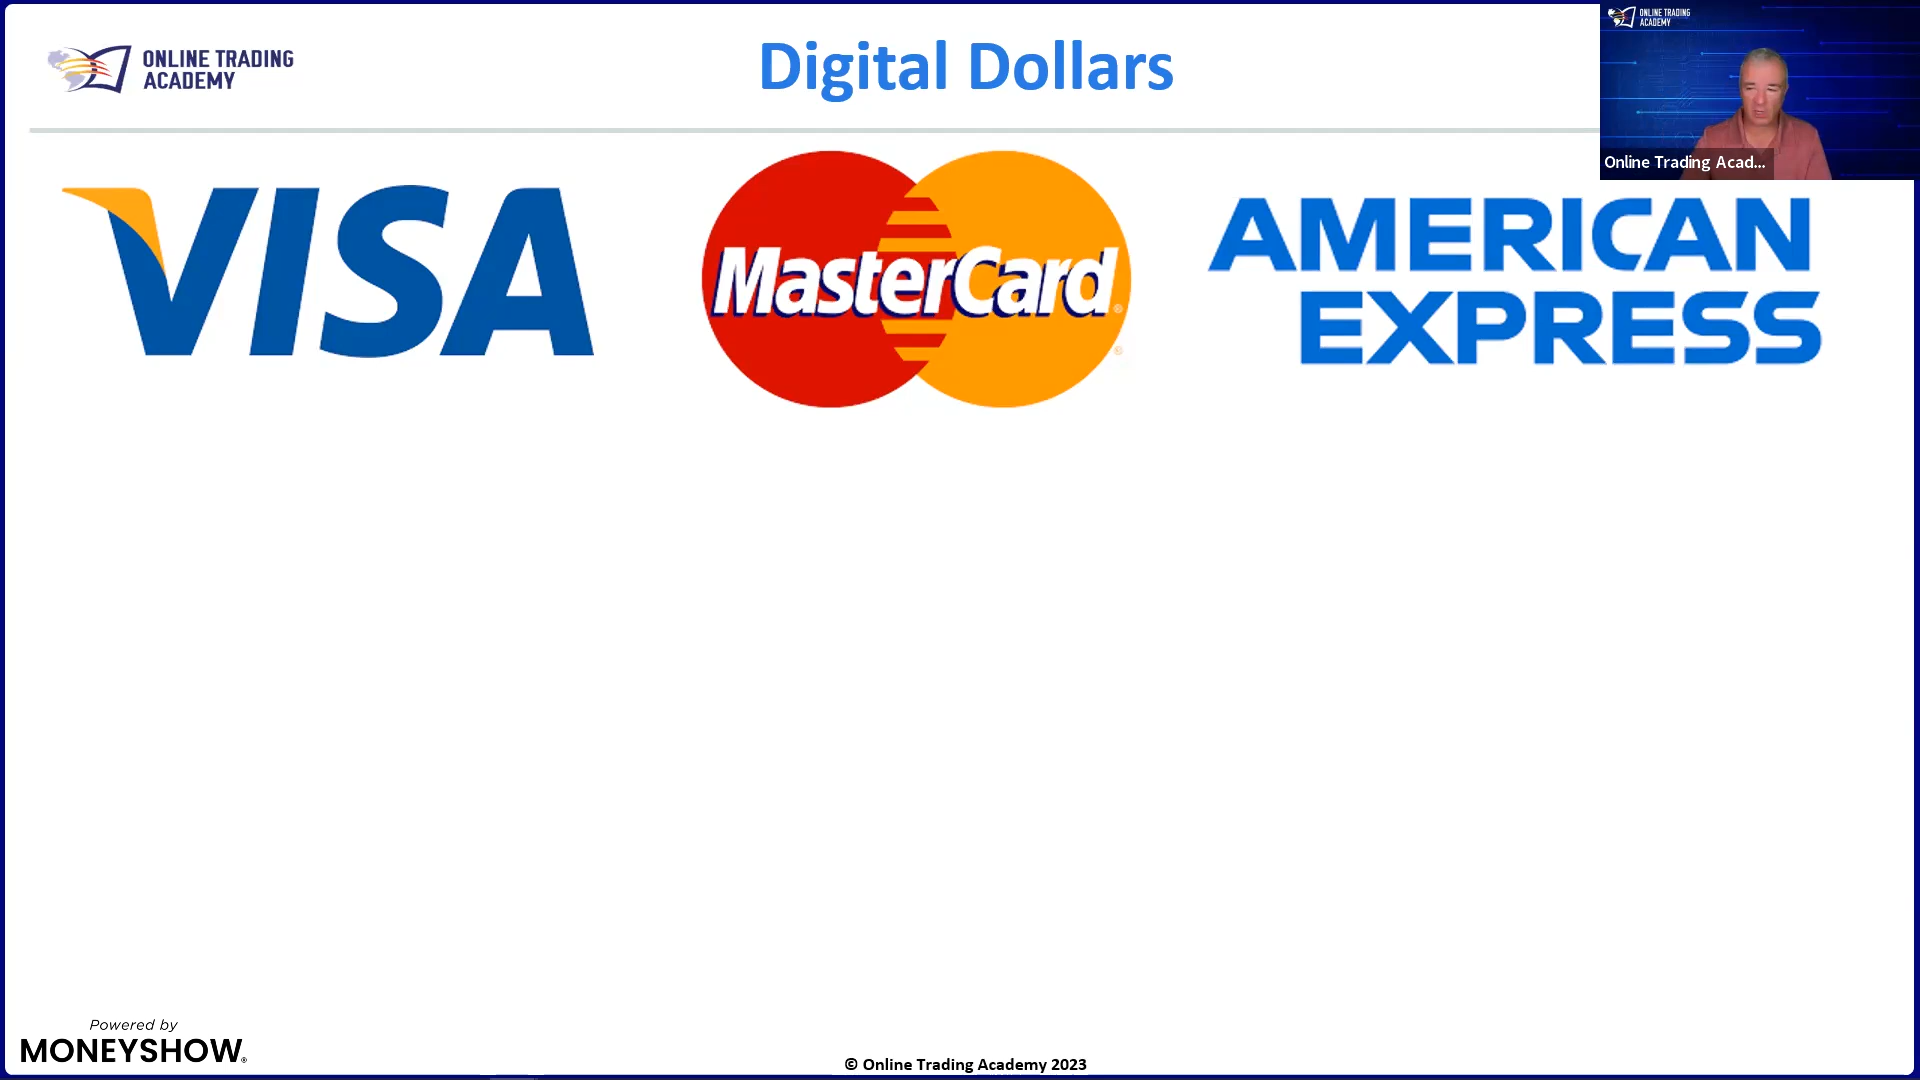 ONLINE TRADING
ACADEMY
Digital Dollars
ONLINE TRADING
ACADEMY
Online Trading Acad...
VISA
MasterCard®
®
AMERICAN
EXPRESS
Powered by
MONEYSHOW®
© Online Trading Academy 2023